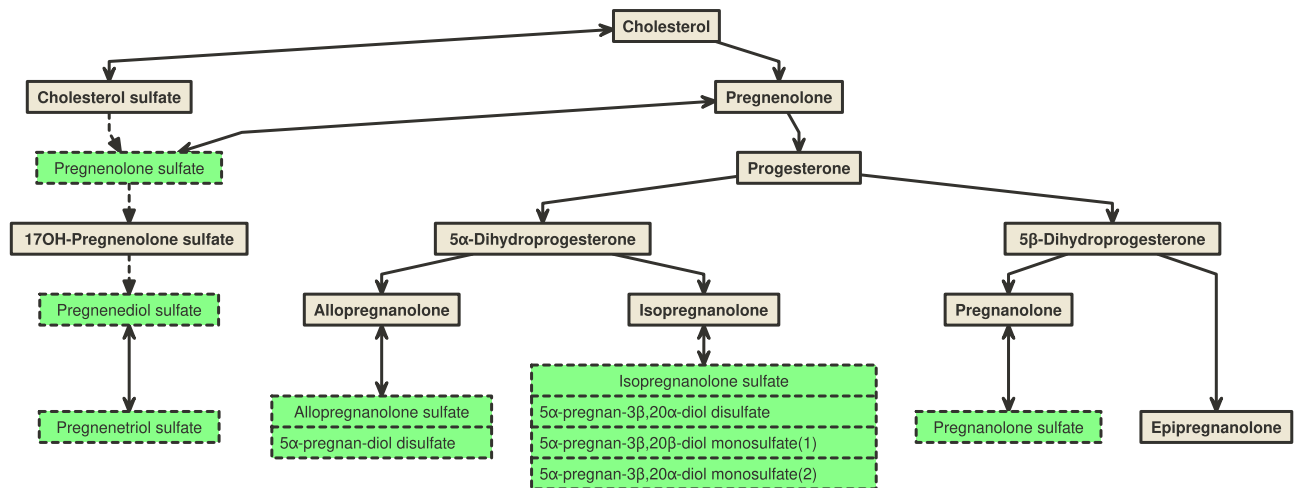 Cholesterol
Cholesterol sulfate
Pregnenolone
Pregnenolone sulfate
Progesterone
17OH-Pregnenolone sulfate
5α-Dihydroprogesterone
5β-Dihydroprogesterone
Pregnenediol sulfate
Allopregnanolone
Isopregnanolone
Pregnanolone
Isopregnanolone sulfate
Allopregnanolone sulfate
5α-pregnan-3β,20α-diol disulfate
Pregnenetriol sulfate
Pregnanolone sulfate
Epipregnanolone
5α-pregnan-diol disulfate
5α-pregnan-3β,20β-diol monosulfate(1)
5α-pregnan-3β,20α-diol monosulfate(2)